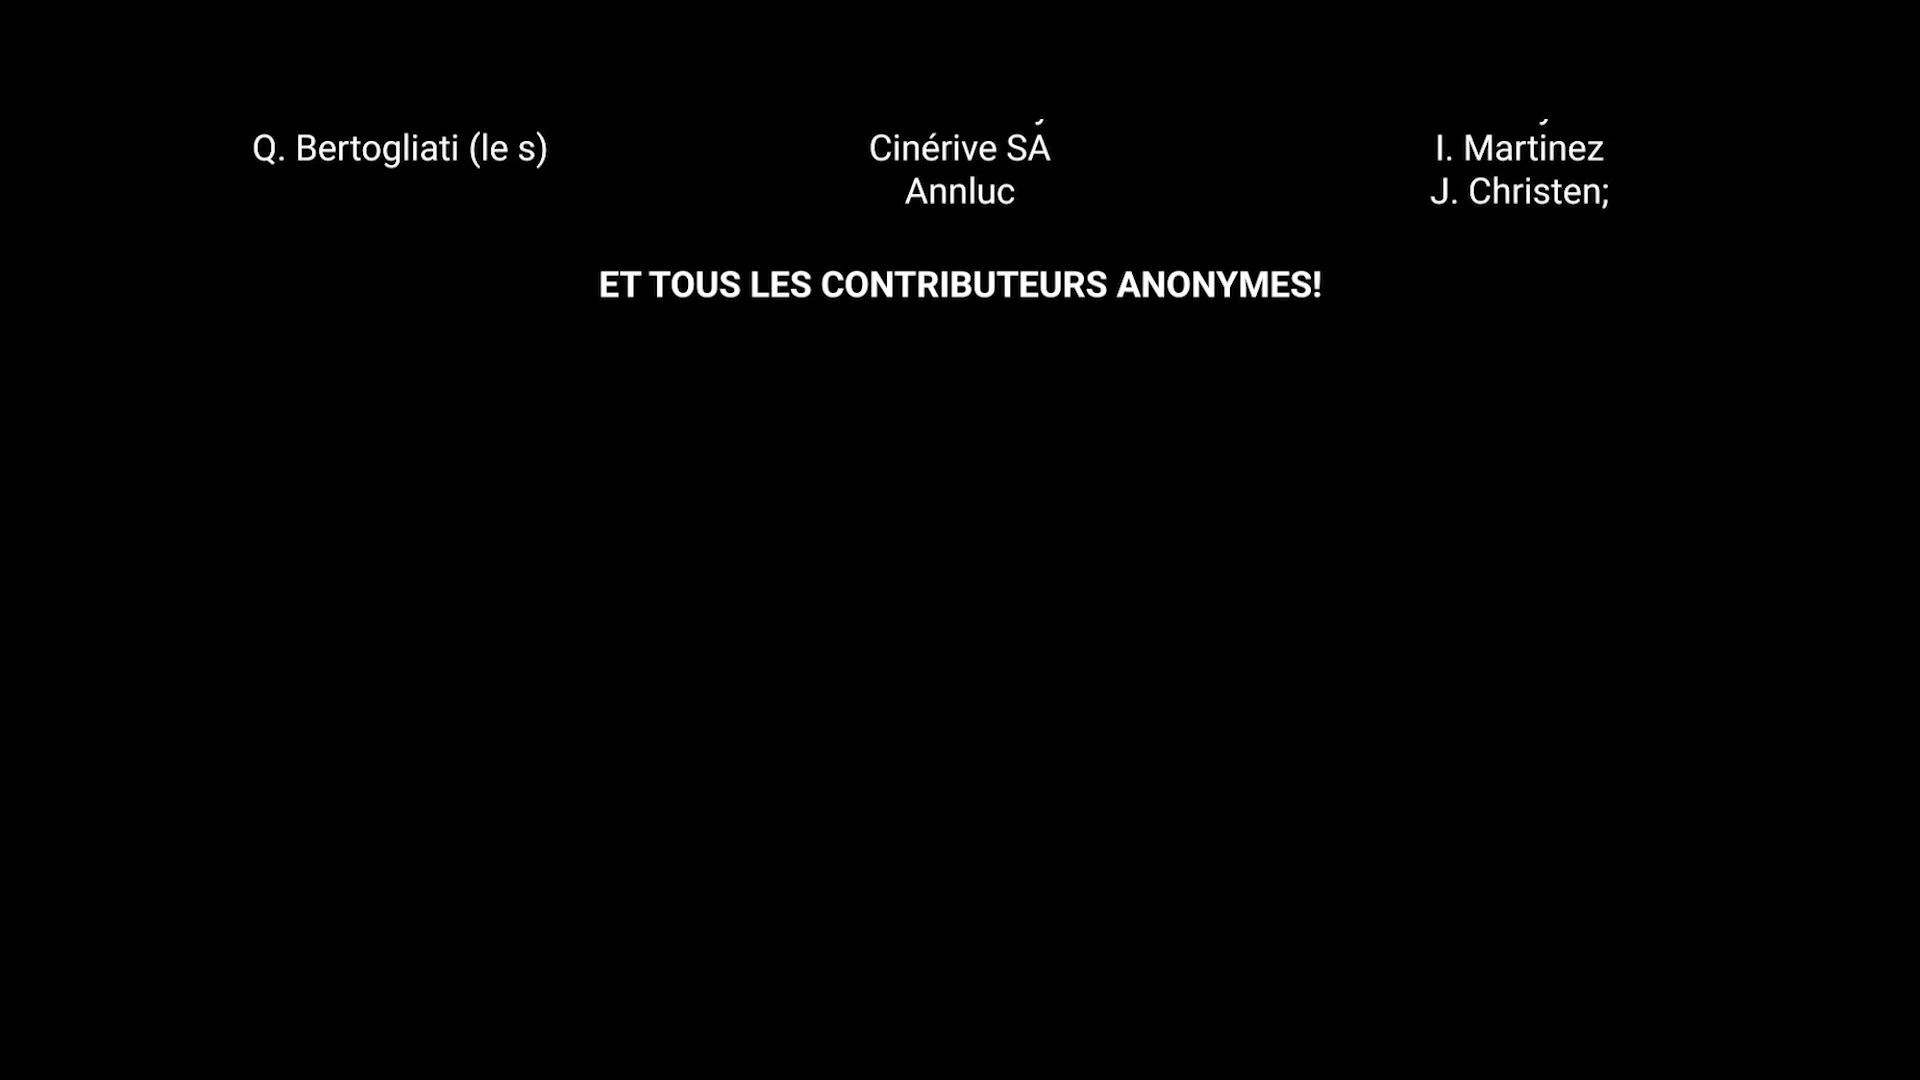 Q. Bertogliati (le s)
Cinérive SA
I. Martinez
Annluc
J. Christen;
ET TOUS LES CONTRIBUTEURS ANONYMES!